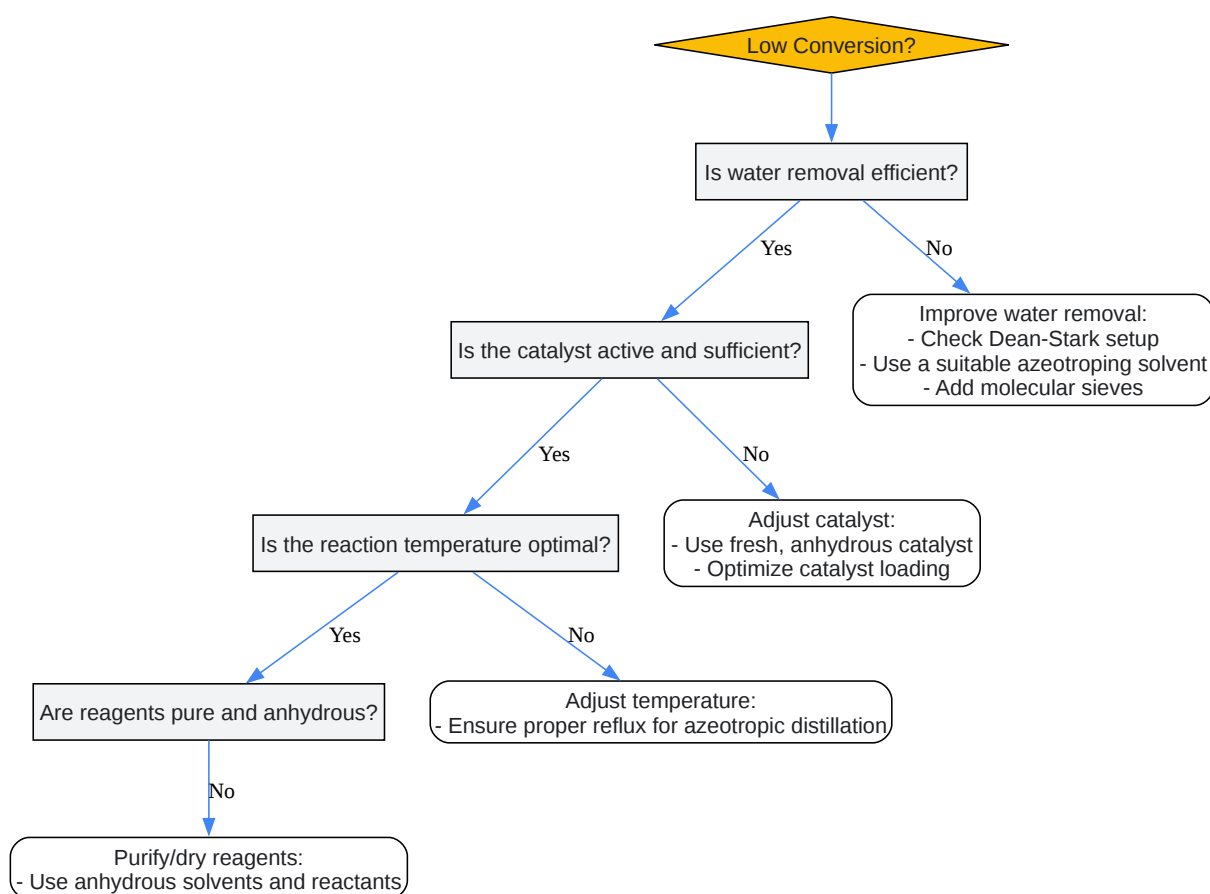 Low Conversion?
Is water removal efficient?
Yes
No
Improve water removal:
- Check Dean-Stark setup
- Use a suitable azeotroping solvent
- Add molecular sieves
Is the catalyst active and sufficient?
Yes
No
Adjust catalyst:
- Use fresh, anhydrous catalyst
- Optimize catalyst loading
Is the reaction temperature optimal?
Yes
No
Adjust temperature:
- Ensure proper reflux for azeotropic distillation
Are reagents pure and anhydrous?
No
Purify/dry reagents:
- Use anhydrous solvents and reactants